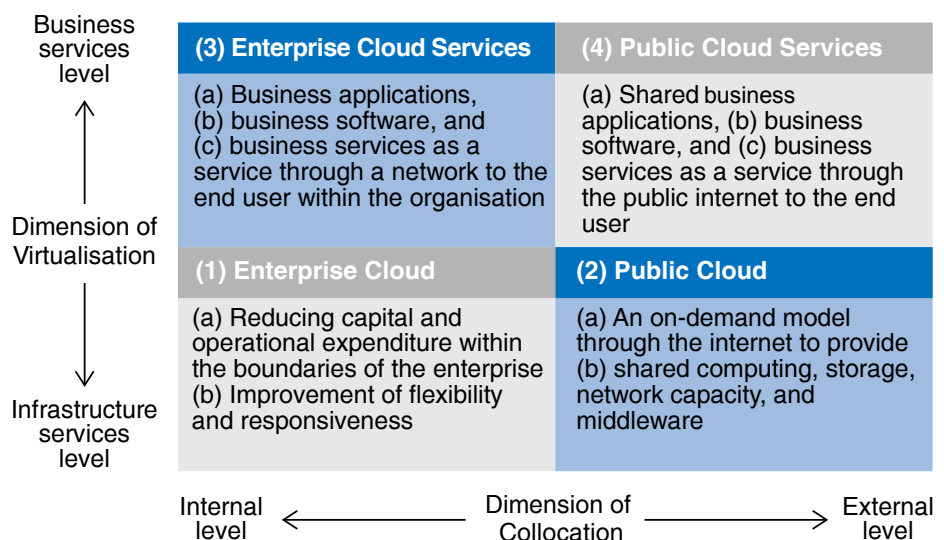 Business
services
level
Dimension of
Virtualisation
Infrastructure
services
level
(3) Enterprise Cloud Services
(a) Business applications,
(b) business software, and
(c) business services as a
service through a network to the
end user within the organisation
(4) Public Cloud Services
(a) Shared business
applications, (b) business
software, and (c) business
services as a service through
the public internet to the end
user
(1) Enterprise Cloud
(a) Reducing capital and
operational expenditure within
the boundaries of the enterprise
(b) Improvement of flexibility
and responsiveness
(2) Public Cloud
(a) An on-demand model
through the internet to provide
(b) shared computing, storage,
network capacity, and
middleware
Internal
level
Dimension of
Collocation
External
level